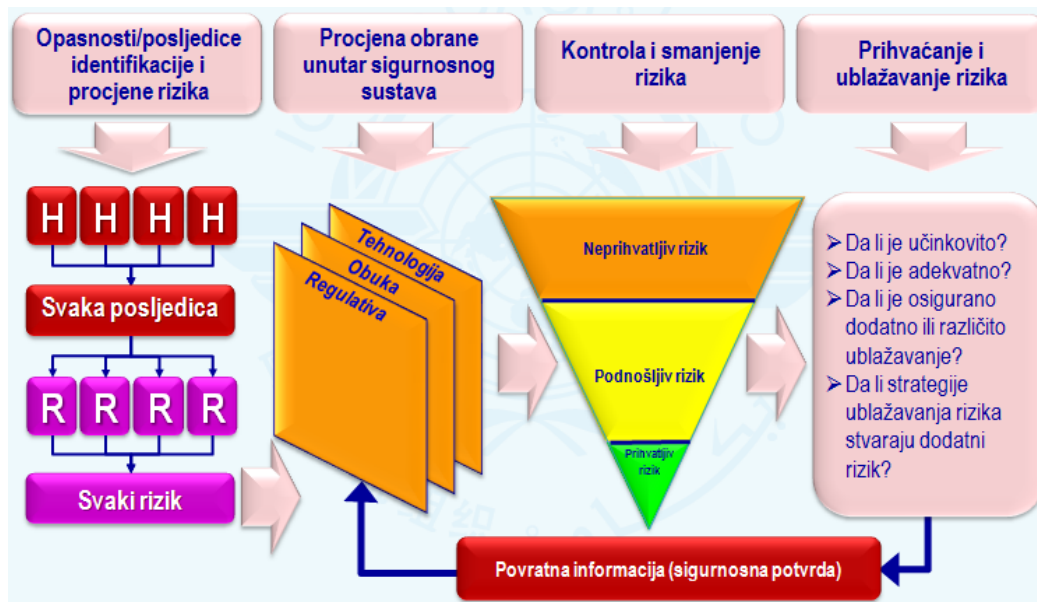 Opasnosti/posljedice
identifikacije i
procjene rizika
Procjena obrane
unutar sigurnosnog
sustava
Kontrola i smanjenje
rizika
Prihvaćanje i
ublažavanje rizika
H H H H
Svaka posljedica
R R R R
Svaki rizik
Tehnologija
Obuka
Regulativa
Neprihvatljiv rizik
Podnošljiv rizik
Prihvatljiv
rizik
➢ Da li je učinkovito?
➢ Da li je adekvatno?
➢ Da li je osigurano
dodatno ili različito
ublažavanje?
➢ Da li strategije
ublažavanja rizika
stvaraju dodatni
rizik?
Povratna informacija (sigurnosna potvrda)